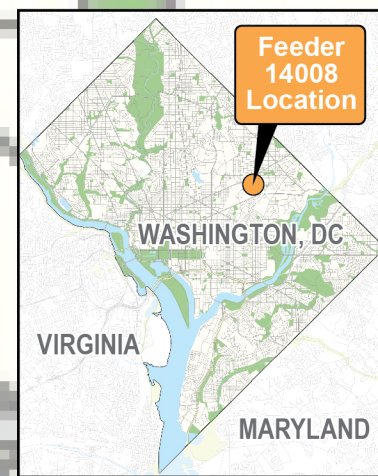 Feeder
14008
Location
WASHINGTON, DC
VIRGINIA
MARYLAND